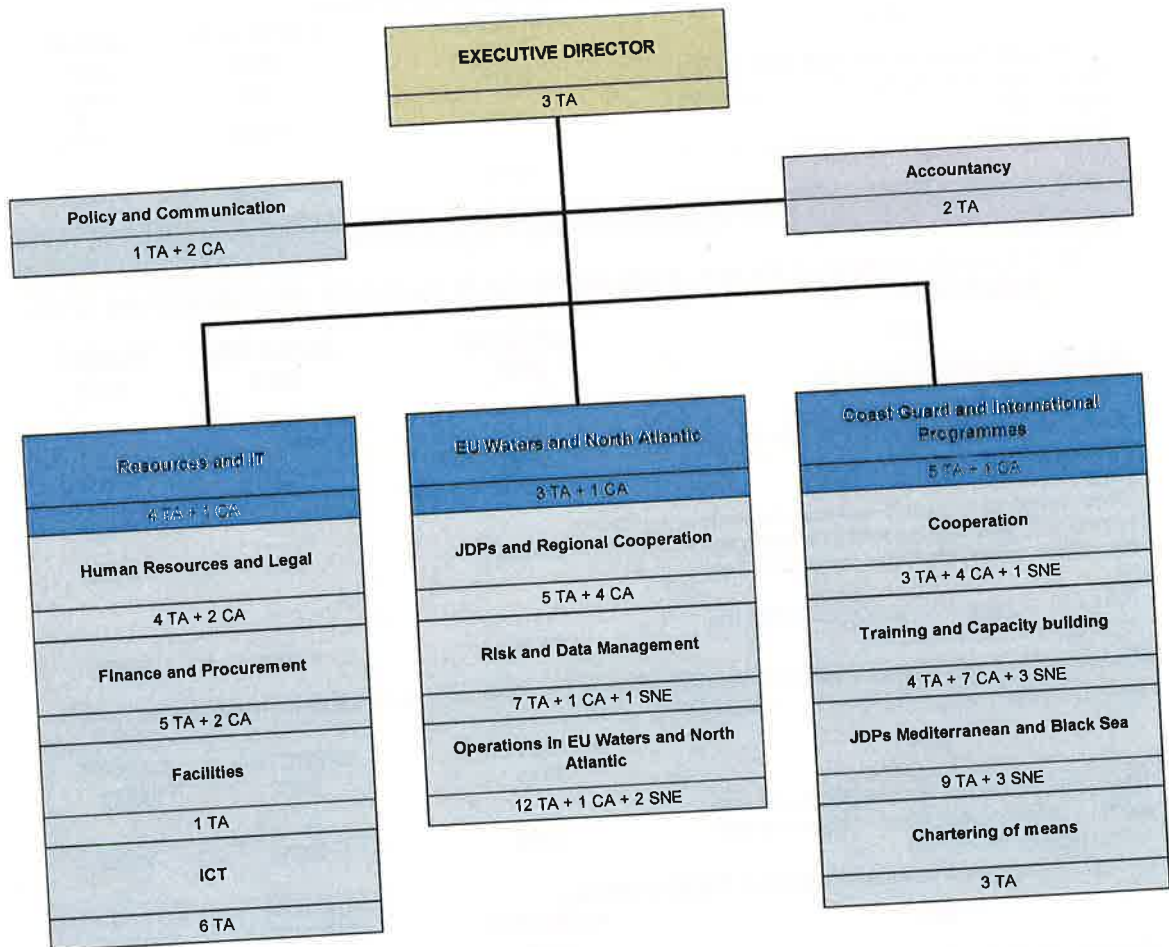 EXECUTIVE DIRECTOR
3 TA
Policy and Communication
1 TA + 2 CA
Accountancy
2 TA
Resources and IT
4 TA + 1 CA
Human Resources and Legal
4 TA + 2 CA
Finance and Procurement
5 TA + 2 CA
Facilities
1 TA
ICT
6 TA
EU Waters and North Atlantic
3 TA + 1 CA
JDPs and Regional Cooperation
5 TA + 4 CA
Risk and Data Management
7 TA + 1 CA + 1 SNE
Operations in EU Waters and North
Atlantic
12 TA + 1 CA + 2 SNE
Coast Guard and International
Programmes
5 TA + 1 CA
Cooperation
3 TA + 4 CA + 1 SNE
Training and Capacity building
4 TA + 7 CA + 3 SNE
JDPs Mediterranean and Black Sea
9 TA + 3 SNE
Chartering of means
3 TA